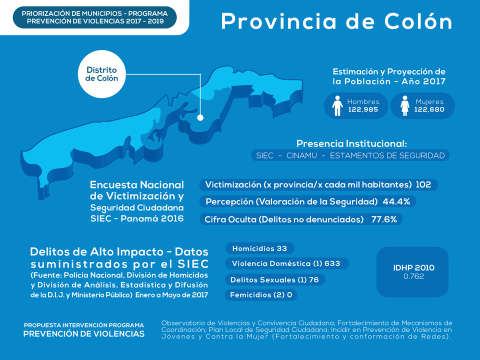 PRIORIZACIÓN DE MUNICIPIOS - PROGRAMA
PREVENCIÓN DE VIOLENCIAS 2017 - 2019
Provincia de Colón
Distrito
de Colón
Estimación y Proyección de
la Población - Año 2017
Hombres
122,985
Mujeres
122,680
Presencia Institucional:
SIEC - CINAMU - ESTAMENTOS DE SEGURIDAD
Encuesta Nacional
de Victimización y
Seguridad Ciudadana
SIEC - Panamá 2016
Victimización (x provincia/x cada mil habitantes) 102
Percepción (Valoración de la Seguridad) 44.4%
Cifra Oculta (Delitos no denunciados) 77.6%
Delitos de Alto Impacto - Datos
suministrados por el SIEC
(Fuente: Policía Nacional, División de Homicidios
y División de Análisis, Estadística y Difusión
de la D.I.J. y Ministerio Público) Enero a Mayo de 2017
Homicidios 33
Violencia Doméstica (1) 633
Delitos Sexuales (1) 76
Femicidios (2) 0
IDHP 2010
0.762
PROPUESTA INTERVENCIÓN PROGRAMA
PREVENCIÓN DE VIOLENCIAS
Observatorio de Violencias y Convivencia Ciudadana; Fortalecimiento de Mecanismos de
Coordinación; Plan Local de Seguridad Ciudadana; Incidir en Prevención de Violencia en
Jóvenes y Contra la Mujer (Fortalecimiento y conformación de Redes).